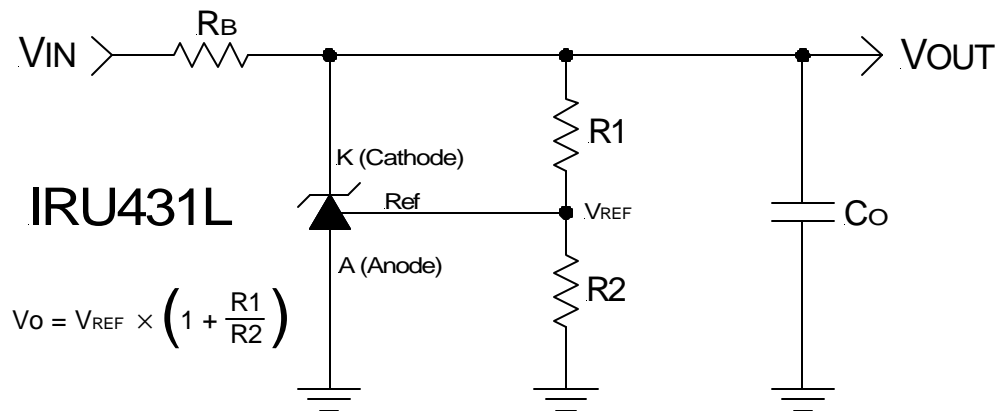 RB
VIN
VOUT
R1
K (Cathode)
IRU431L
Ref
VREF
CO
A (Anode)
R2
Vo = VREF × (1 + R1/R2)